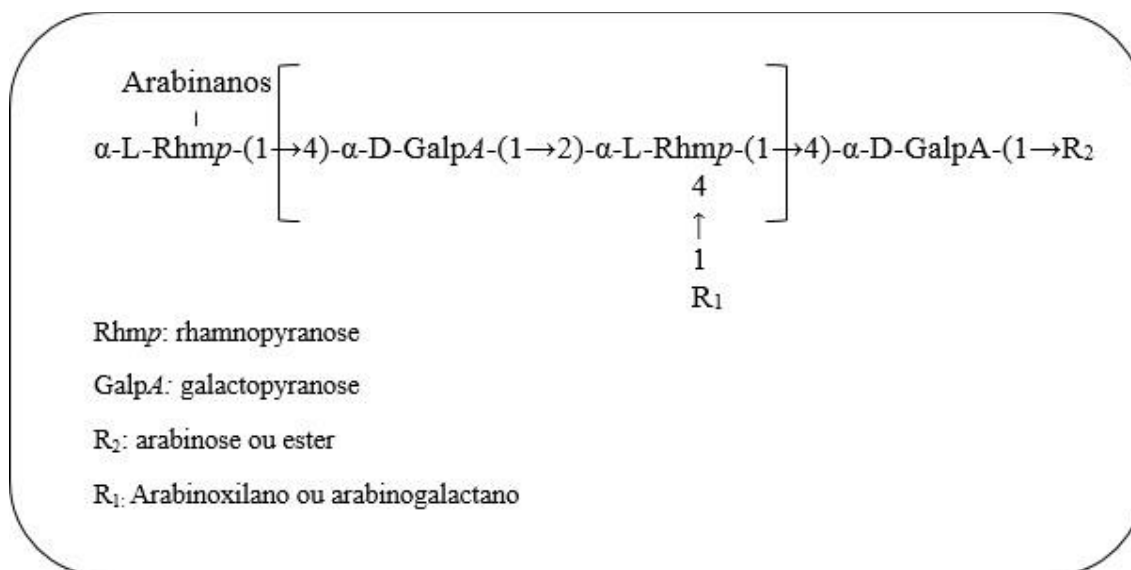 Arabinanos
α-L-Rhmp-(1→4)-α-D-GalpA-(1→2)-α-L-Rhmp-(1→4)-α-D-GalpA-(1→R₂
4
↑
1
R₁
Rhmp: rhamnopyranose
GalpA: galactopyranose
R₂: arabinose ou ester
R₁: Arabinoxilano ou arabinogalactano